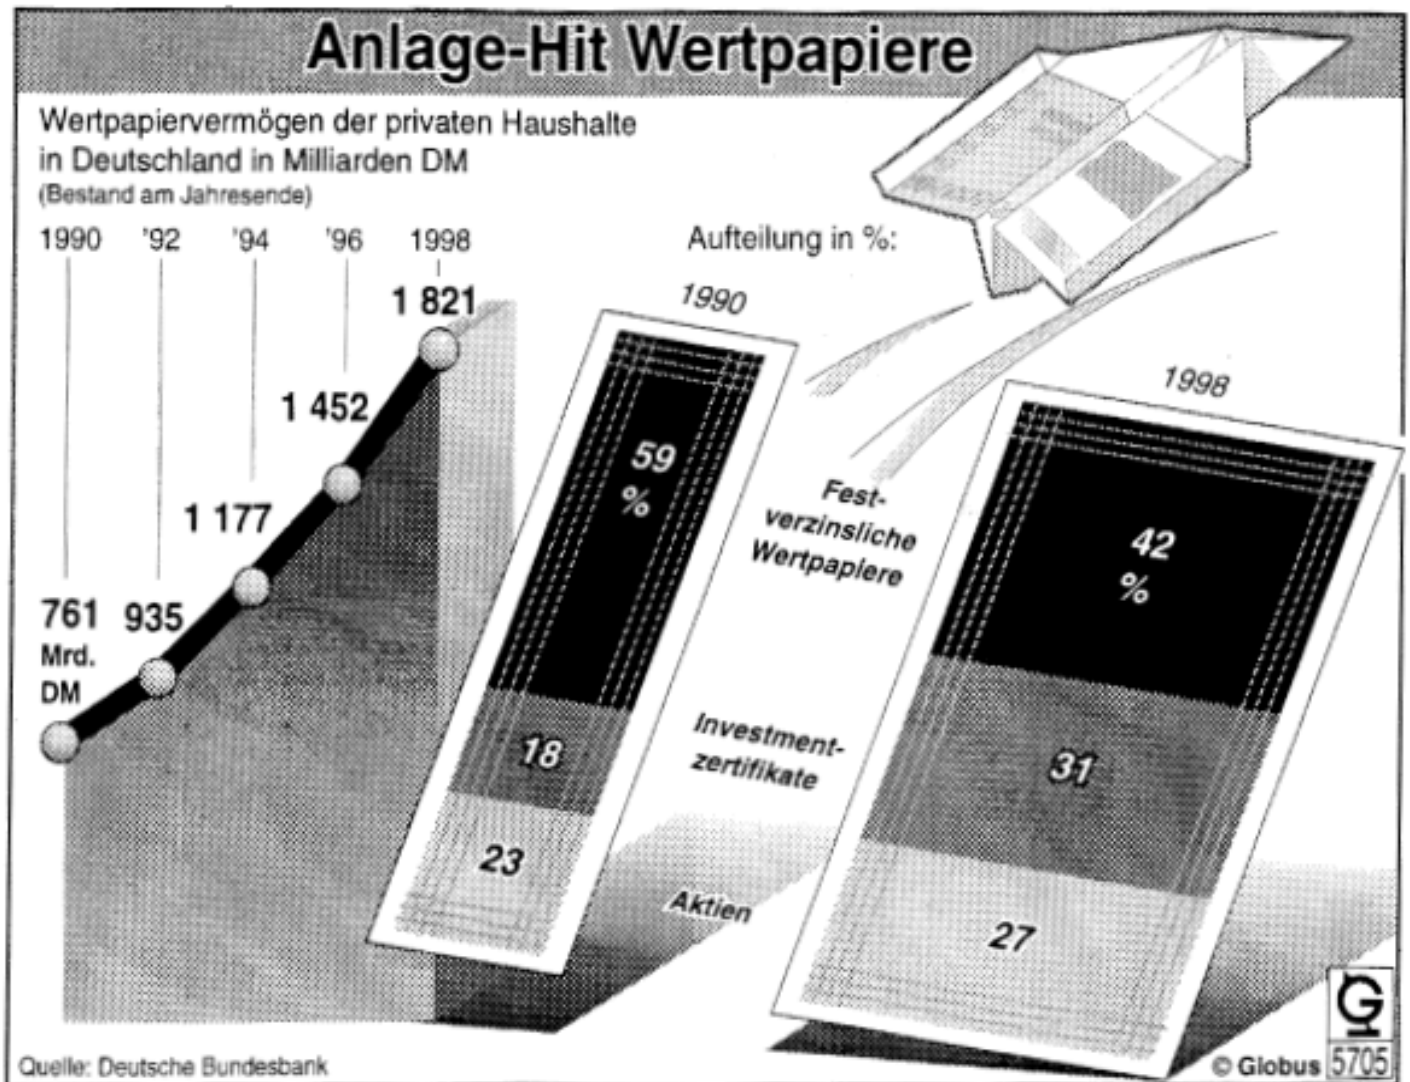 Anlage-Hit Wertpapiere
Wertpapiervermögen der privaten Haushalte
in Deutschland in Milliarden DM
(Bestand am Jahresende)
1990 '92 '94 '96 1998
1 821
1 452
1 177
935
761
Mrd.
DM
Aufteilung in %:
1990
59
%
18
23
Fest-
verzinsliche
Wertpapiere
Investment-
zertifikate
Aktien
1998
42
%
31
27
Quelle: Deutsche Bundesbank
G
© Globus 5705